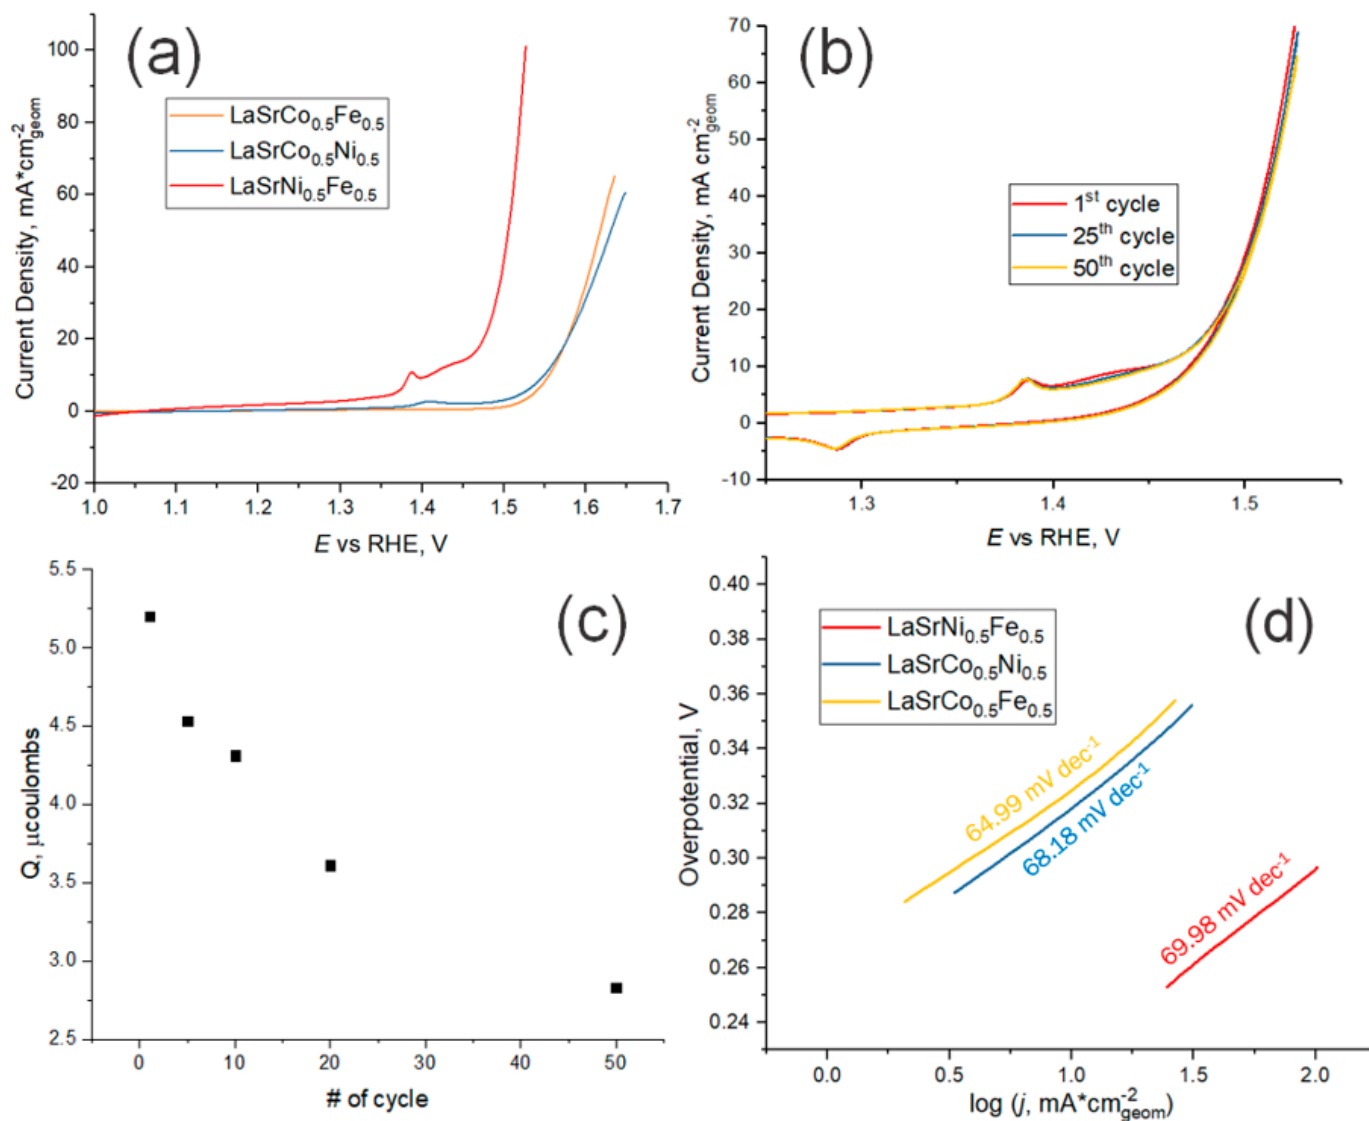 (a)
100
80
60
40
20
0
-20
Current Density, mA*cm⁻²geom
LaSrCo0.5Fe0.5
LaSrCo0.5Ni0.5
LaSrNi0.5Fe0.5
1.0 1.1 1.2 1.3 1.4 1.5 1.6 1.7
E vs RHE, V
(b)
70
60
50
40
30
20
10
0
-10
Current Density, mA cm⁻²geom
1st cycle
25th cycle
50th cycle
1.3 1.4 1.5
E vs RHE, V
(c)
5.5
5.0
4.5
4.0
3.5
3.0
2.5
Q, µcoulombs
0 10 20 30 40 50
# of cycle
(d)
0.40
0.38
0.36
0.34
0.32
0.30
0.28
0.26
0.24
Overpotential, V
LaSrNi0.5Fe0.5
LaSrCo0.5Ni0.5
LaSrCo0.5Fe0.5
64.99 mV dec⁻¹
68.18 mV dec⁻¹
69.98 mV dec⁻¹
0.0 0.5 1.0 1.5 2.0
log (j, mA*cm⁻²geom)